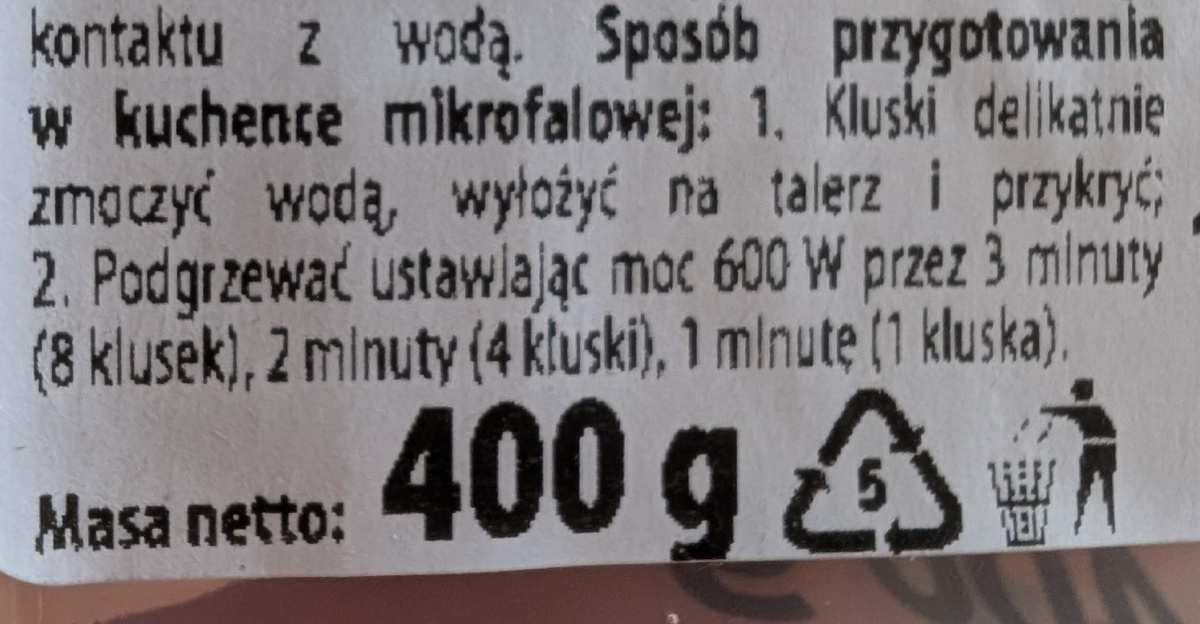 kontaktu z wodą. Sposób przygotowania
w kuchence mikrofalowej: 1. Kluski delikatnie
zmoczyć wodą, wyłożyć na talerz i przykryć;
2. Podgrzewać ustawiając moc 600 W przez 3 minuty
(8 klusek), 2 minuty (4 kluski), 1 minutę (1 kluska).
Masa netto: 400 g 5